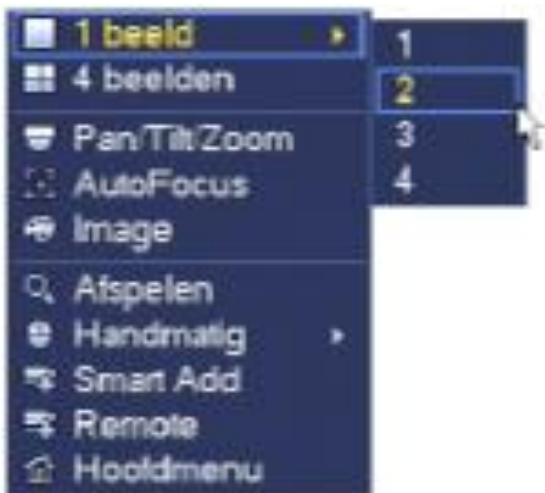 1 beeld
4 beelden
Pan/Tilt/Zoom
AutoFocus
Image
Afspelen
Handmatig
Smart Add
Remote
Hoofdmenu
1
2
3
4